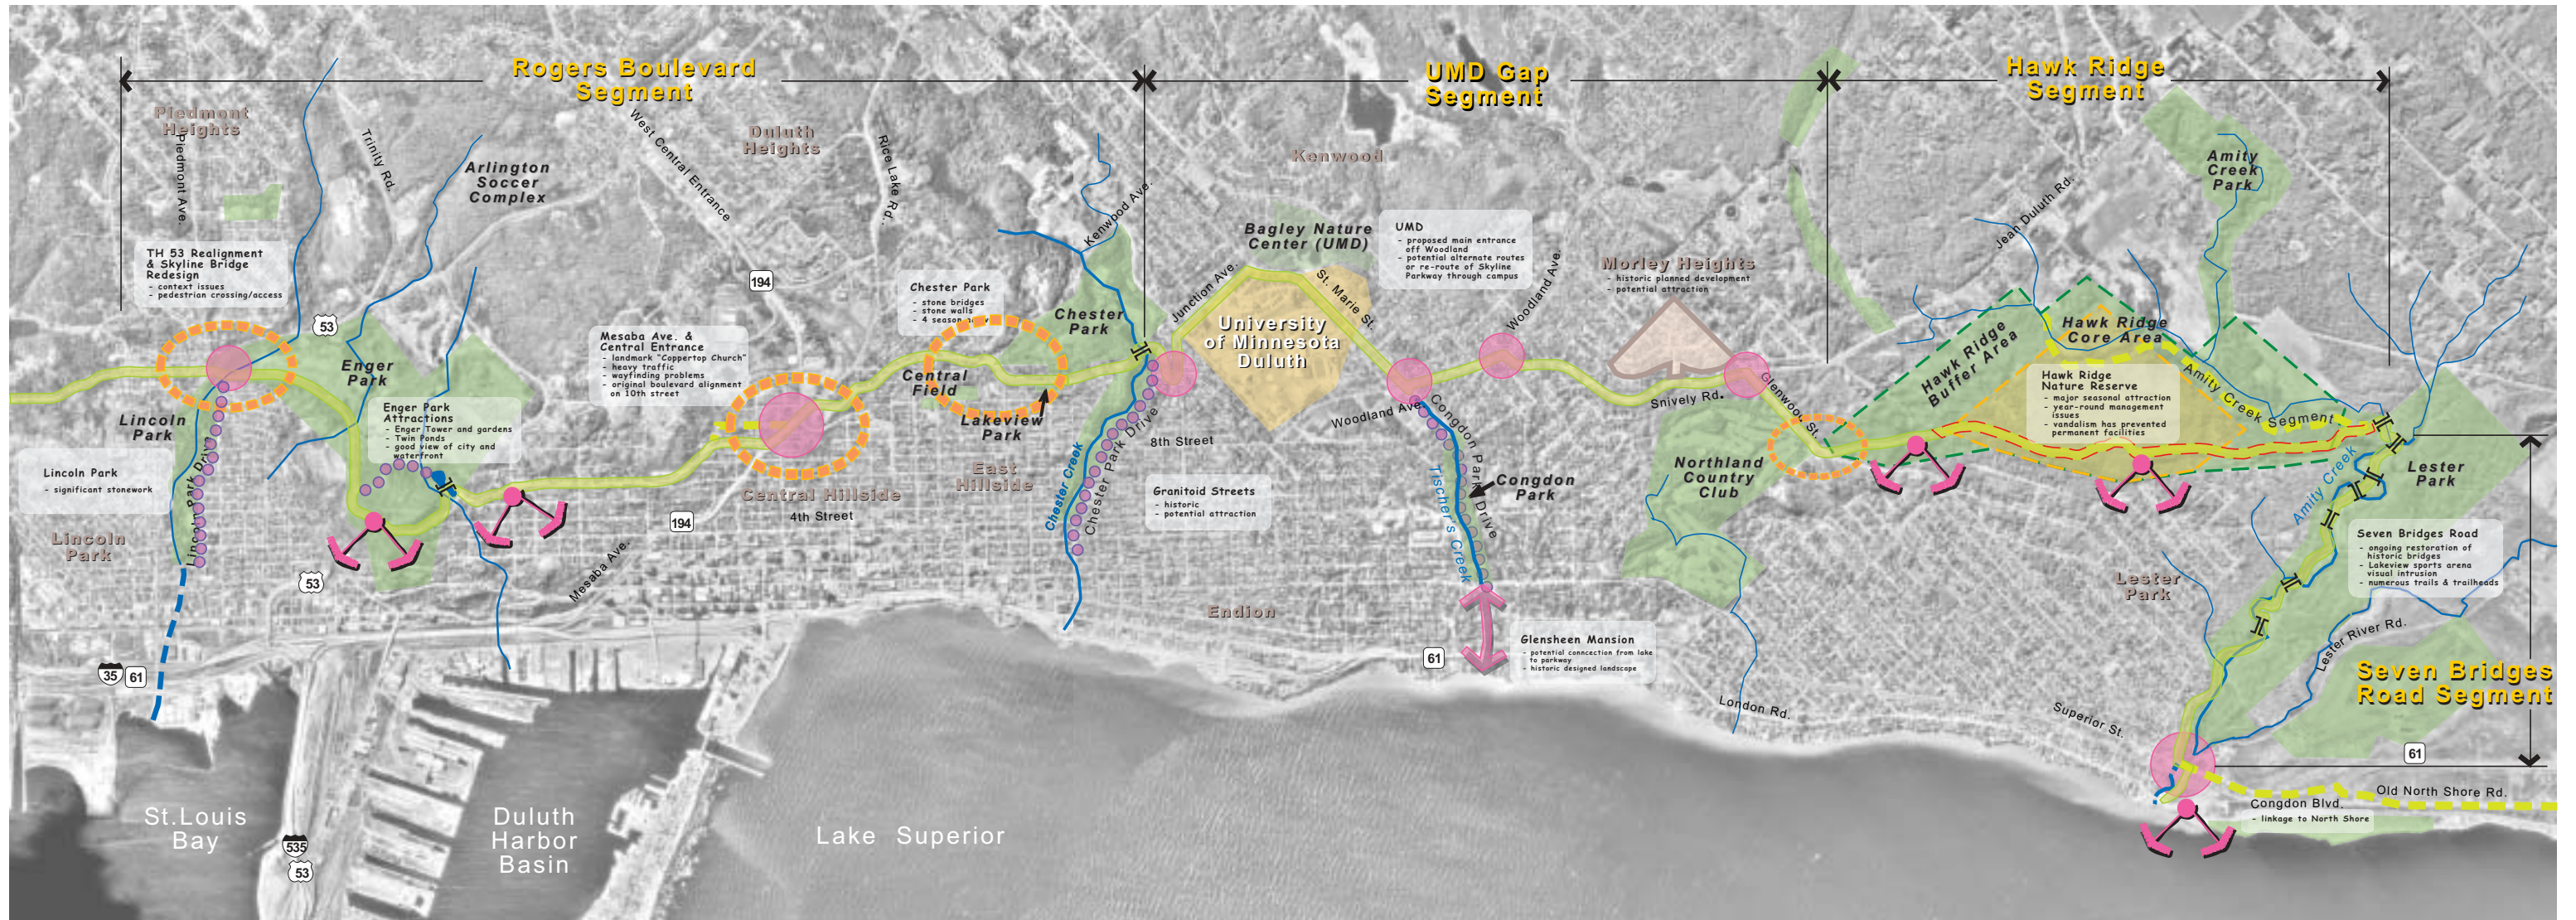 Rogers Boulevard
Segment
UMD Gap
Segment
Hawk Ridge
Segment
Piedmont
Heights
Piedmont Ave.
Trinity Rd.
Arlington
Soccer
Complex
West Central Entrance
Duluth
Heights
Rice Lake Rd.
Kenwood Ave.
Kenwood
Amity
Creek
Park
Jean Duluth Rd.
TH 53 Realignment
& Skyline Bridge
Redesign
- context issues
- pedestrian crossing/access
53
194
Chester Park
- stone bridges
- stone walls
- 4 season
Chester
Park
Junction Ave.
Bagley Nature
Center (UMD)
St. Marie St.
UMD
- proposed main entrance
off Woodland
- potential alternate routes
or re-route of Skyline
Parkway through campus
Woodland Ave.
Morley Heights
- historic planned development
- potential attraction
University
of Minnesota
Duluth
Enger
Park
Mesaba Ave. &
Central Entrance
- landmark "Coppertop Church"
- heavy traffic
- wayfinding problems
- original boulevard alignment
on 10th street
Central
Field
Lakeview
Park
Hawk Ridge
Buffer Area
Hawk Ridge
Core Area
Hawk Ridge
Nature Reserve
- major seasonal attraction
- year-round management
issues
- vandalism has prevented
permanent facilities
Amity Creek Segment
Lincoln
Park
Enger Park
Attractions
- Enger Tower and gardens
- Twin Ponds
- good view of city and
waterfront
Lincoln Park
- significant stonework
Lincoln Park Drive
Lincoln
Park
Central Hillside
4th Street
194
East
Hillside
Chester Creek
Chester Park Drive
8th Street
Granitoid Streets
- historic
- potential attraction
Woodland Ave.
Congdon Park Drive
Tischer's Creek
Congdon
Park
Snively Rd.
Glenwood St.
Northland
Country
Club
Amity Creek
Lester
Park
Seven Bridges Road
- ongoing restoration of
historic bridges
- Lakeview sports arena
visual intrusion
- numerous trails & trailheads
53
Mesaba Ave.
Endion
Lester
Park
Lester River Rd.
Glensheen Mansion
- potential conncection from lake
to parkway
- historic designed landscape
61
35
61
Seven Bridges
Road Segment
London Rd.
Superior St.
61
Old North Shore Rd.
Congdon Blvd.
- linkage to North Shore
St.Louis
Bay
Duluth
Harbor
Basin
Lake Superior
535
53